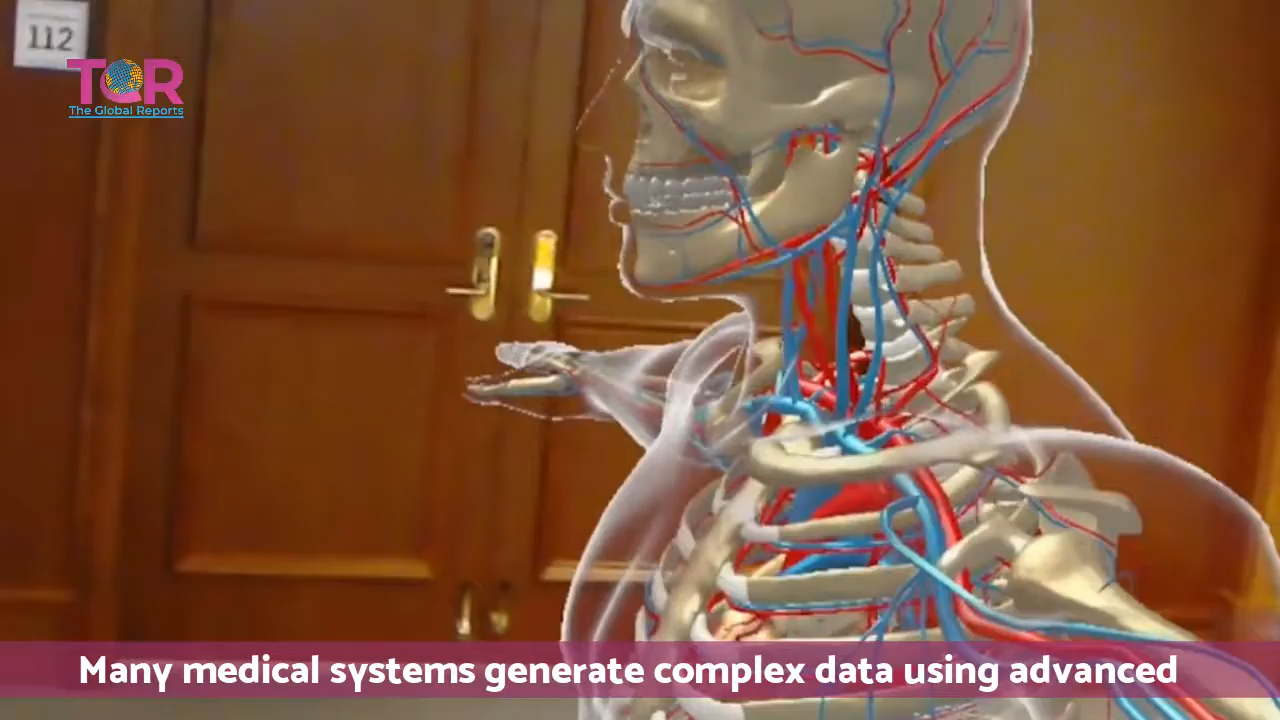 112
TGR
The Global Reports
Many medical systems generate complex data using advanced